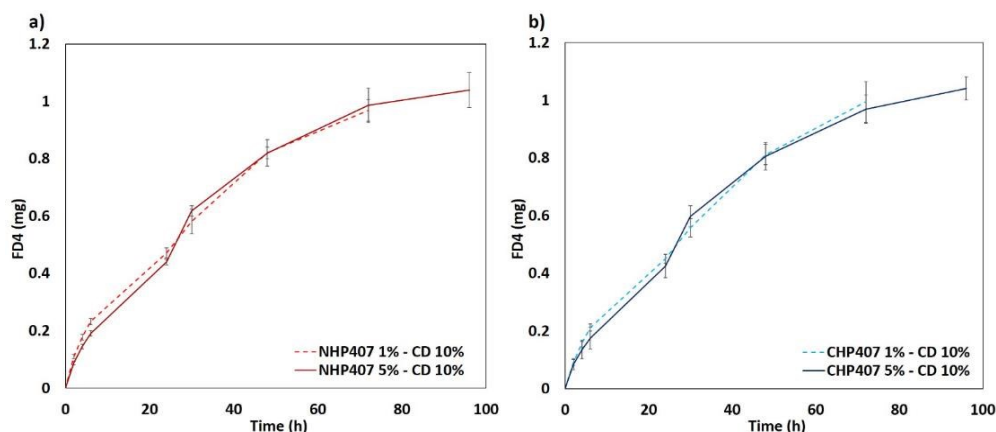 a)
1.2
1
0.8
0.6
0.4
0.2
0
FD4 (mg)
0 20 40 60 80 100
Time (h)
NHP407 1% - CD 10%
NHP407 5% - CD 10%
b)
1.2
1
0.8
0.6
0.4
0.2
0
FD4 (mg)
0 20 40 60 80 100
Time (h)
CHP407 1% - CD 10%
CHP407 5% - CD 10%